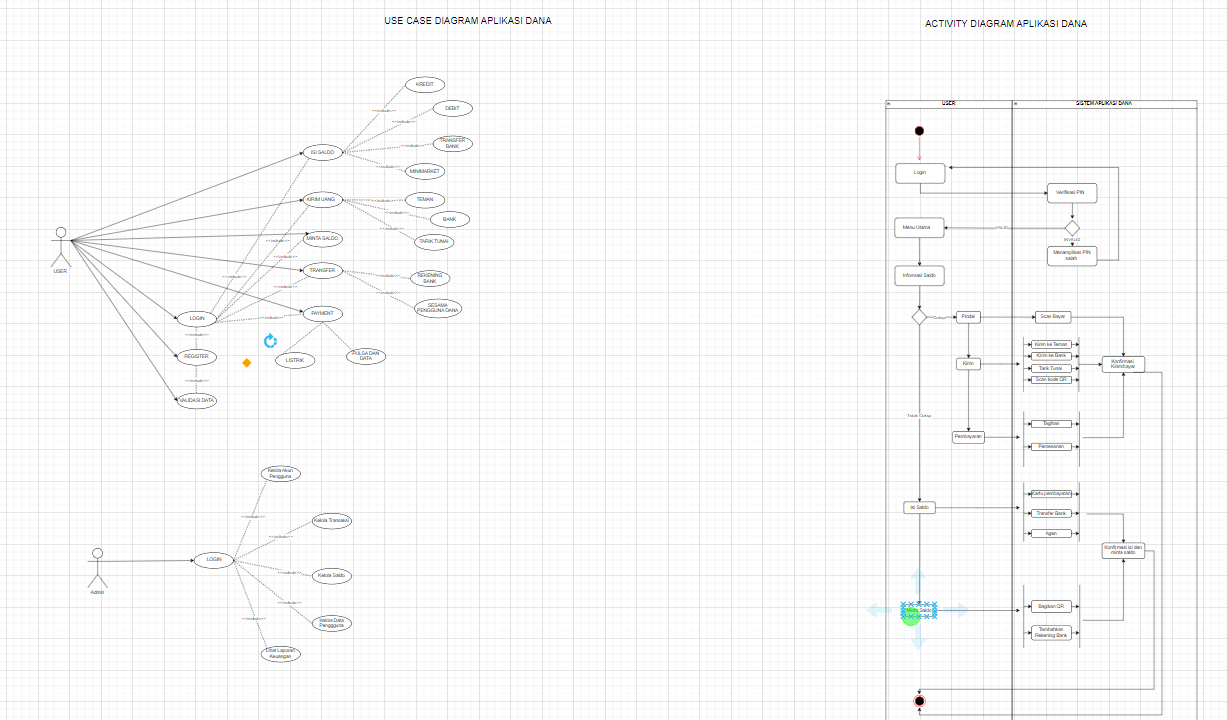 USE CASE DIAGRAM APLIKASI DANA
KREDIT
DEBIT
TRANSFER
BANK
MINIMARKET
ISI SALDO
KIRIM UANG
TEMAN
BANK
TARIK TUNAI
MINTA SALDO
TRANSFER
REKENING
BANK
SESAMA
PENGGUNA DANA
USER
LOGIN
PAYMENT
LISTRIK
PULSA DAN
DATA
REGISTER
VALIDASI DATA
Kelola Akun
Pengguna
Kelola Transaksi
LOGIN
Admin
Kelola Saldo
Kelola Data
Penggguna
Lihat Laporan
Keuangan
ACTIVITY DIAGRAM APLIKASI DANA
USER
SISTEM APLIKASI DANA
Login
Verifikasi PIN
Menu Utama
VALID
INVALID
Menampilkan PIN
salah
Informasi Saldo
Cukup
Pindai
Scan Bayar
Kirim
Kirim ke Teman
Kirim ke Bank
Tarik Tunai
Scan kode QR
Konfirmasi
Kirim/bayar
Tidak Cukup
Pembayaran
Tagihan
Pemesanan
Isi Saldo
Kartu pembayaran
Transfer Bank
Agen
Konfirmasi isi dan
minta saldo
Minta Saldo
Bagikan QR
Tambahkan
Rekening Bank